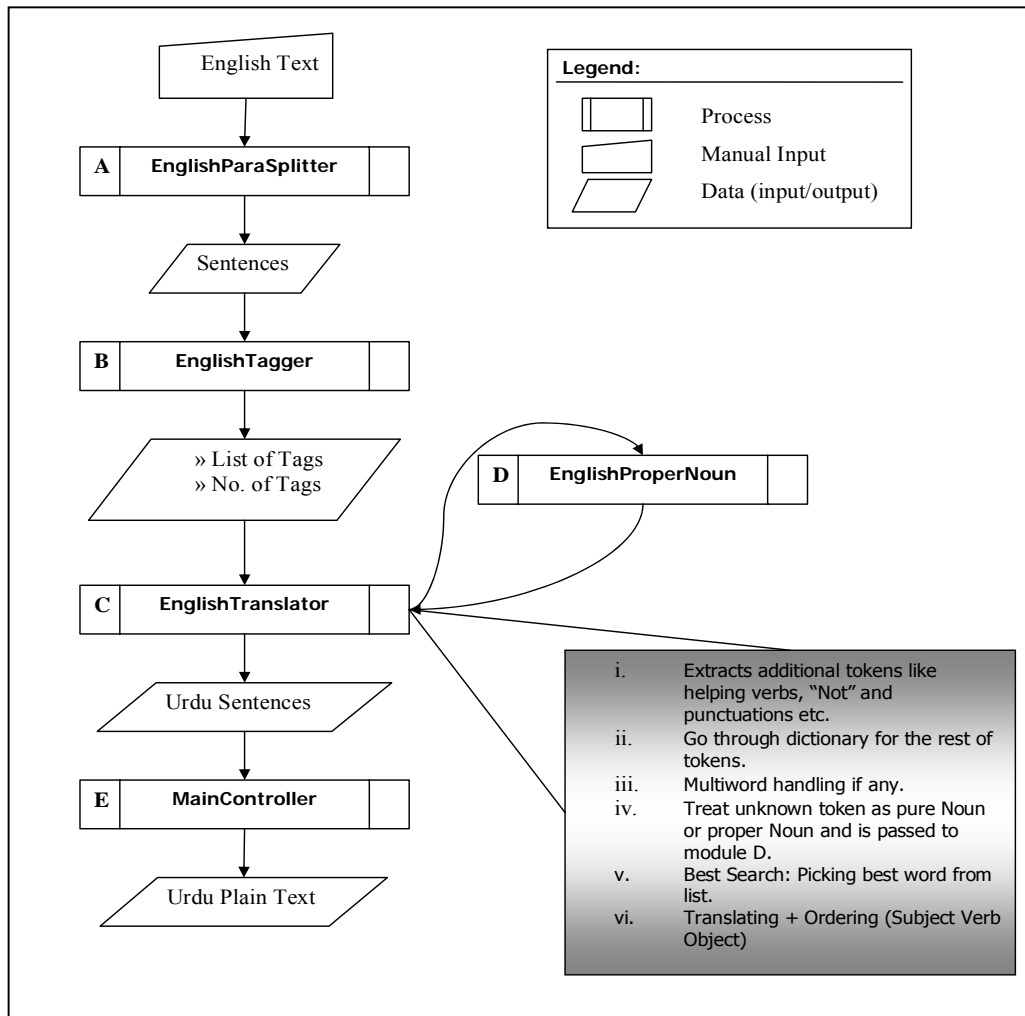 English Text
Legend:
Process
Manual Input
Data (input/output)
A EnglishParaSplitter
Sentences
B EnglishTagger
» List of Tags
» No. of Tags
D EnglishProperNoun
C EnglishTranslator
i. Extracts additional tokens like
helping verbs, “Not” and
punctuations etc.
ii. Go through dictionary for the rest of
tokens.
iii. Multiword handling if any.
iv. Treat unknown token as pure Noun
or proper Noun and is passed to
module D.
v. Best Search: Picking best word from
list.
vi. Translating + Ordering (Subject Verb
Object)
Urdu Sentences
E MainController
Urdu Plain Text